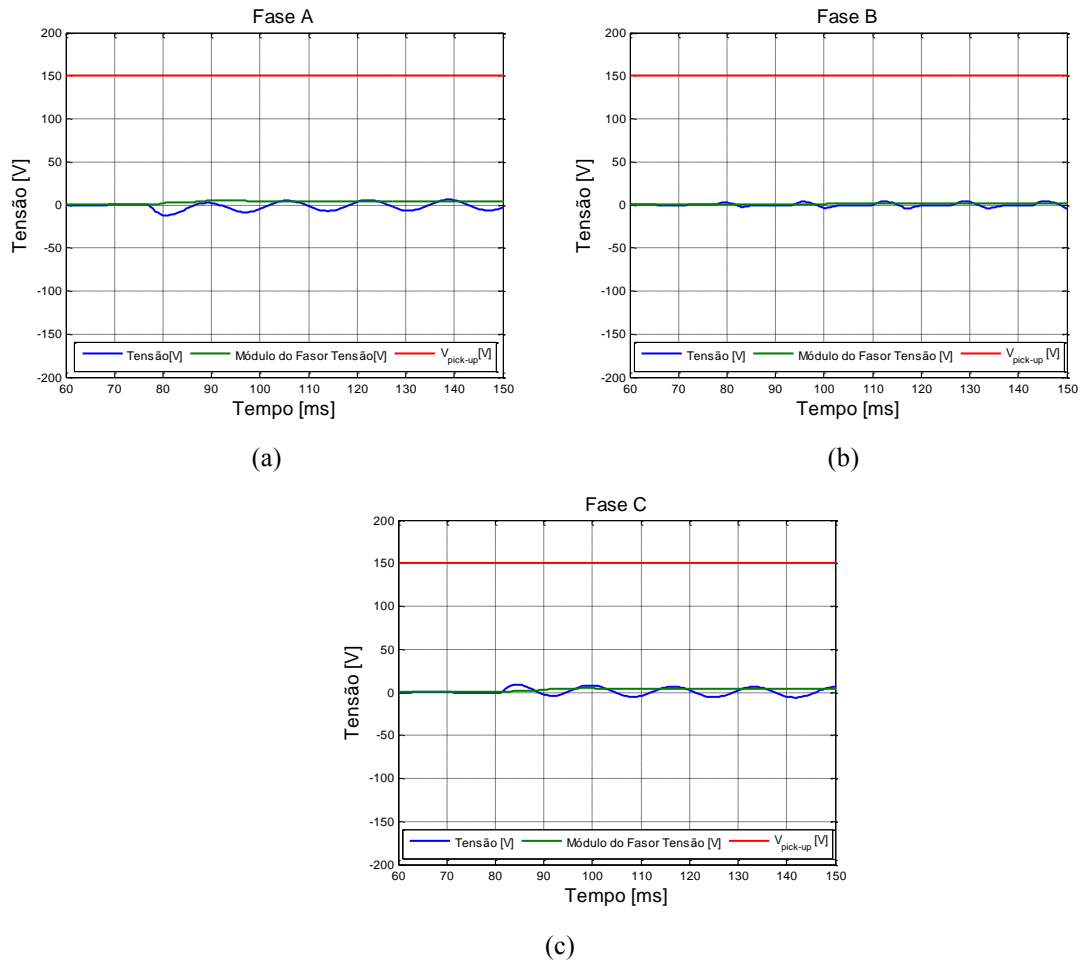 Fase A
200
150
100
50
0
-50
-100
-150
-200
Tensão [V]
Tensão[V] Módulo do Fasor Tensão[V] Vpick-up[V]
60 70 80 90 100 110 120 130 140 150
Tempo [ms]
(a)
Fase B
200
150
100
50
0
-50
-100
-150
-200
Tensão [V]
Tensão [V] Módulo do Fasor Tensão [V] Vpick-up [V]
60 70 80 90 100 110 120 130 140 150
Tempo [ms]
(b)
Fase C
200
150
100
50
0
-50
-100
-150
-200
Tensão [V]
Tensão [V] Módulo do Fasor Tensão [V] Vpick-up [V]
60 70 80 90 100 110 120 130 140 150
Tempo [ms]
(c)